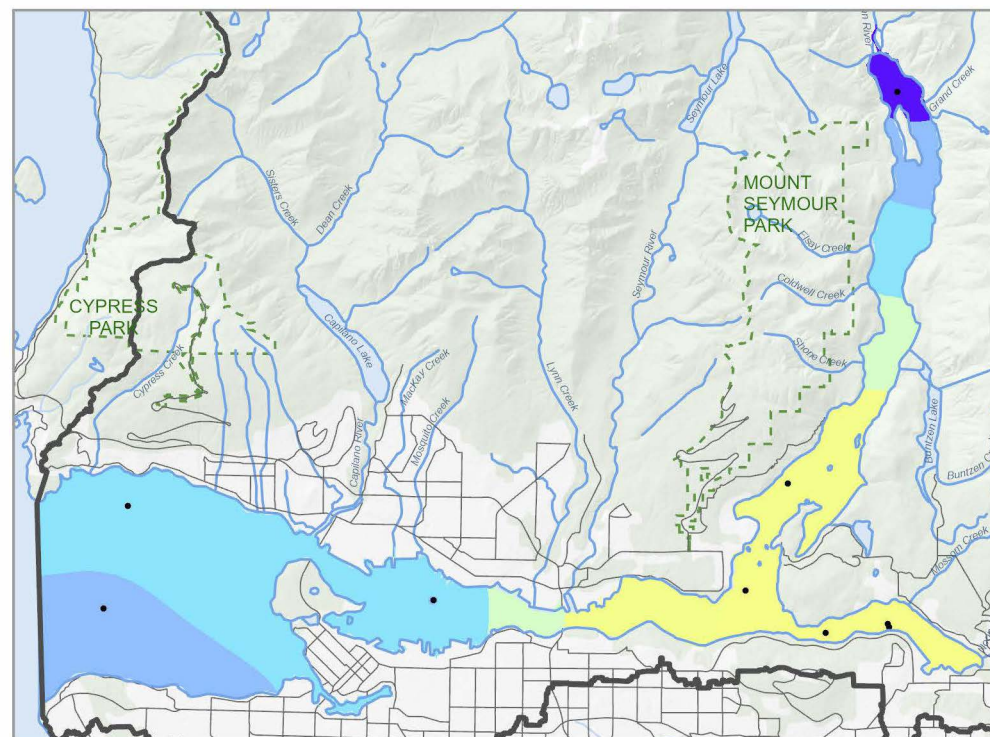 River
Grand Creek
Seymour Lake
MOUNT
SEYMOUR
PARK
Sisters Creek
Dean Creek
Elsay Creek
Seymour River
Coldwell Creek
CYPRESS
PARK
Capilano Lake
Shone Creek
Cypress Creek
MacKay Creek
Lynn Creek
Mosquito Creek
Buntzen Lake
Capilano River
Buntzen
Mossom Creek